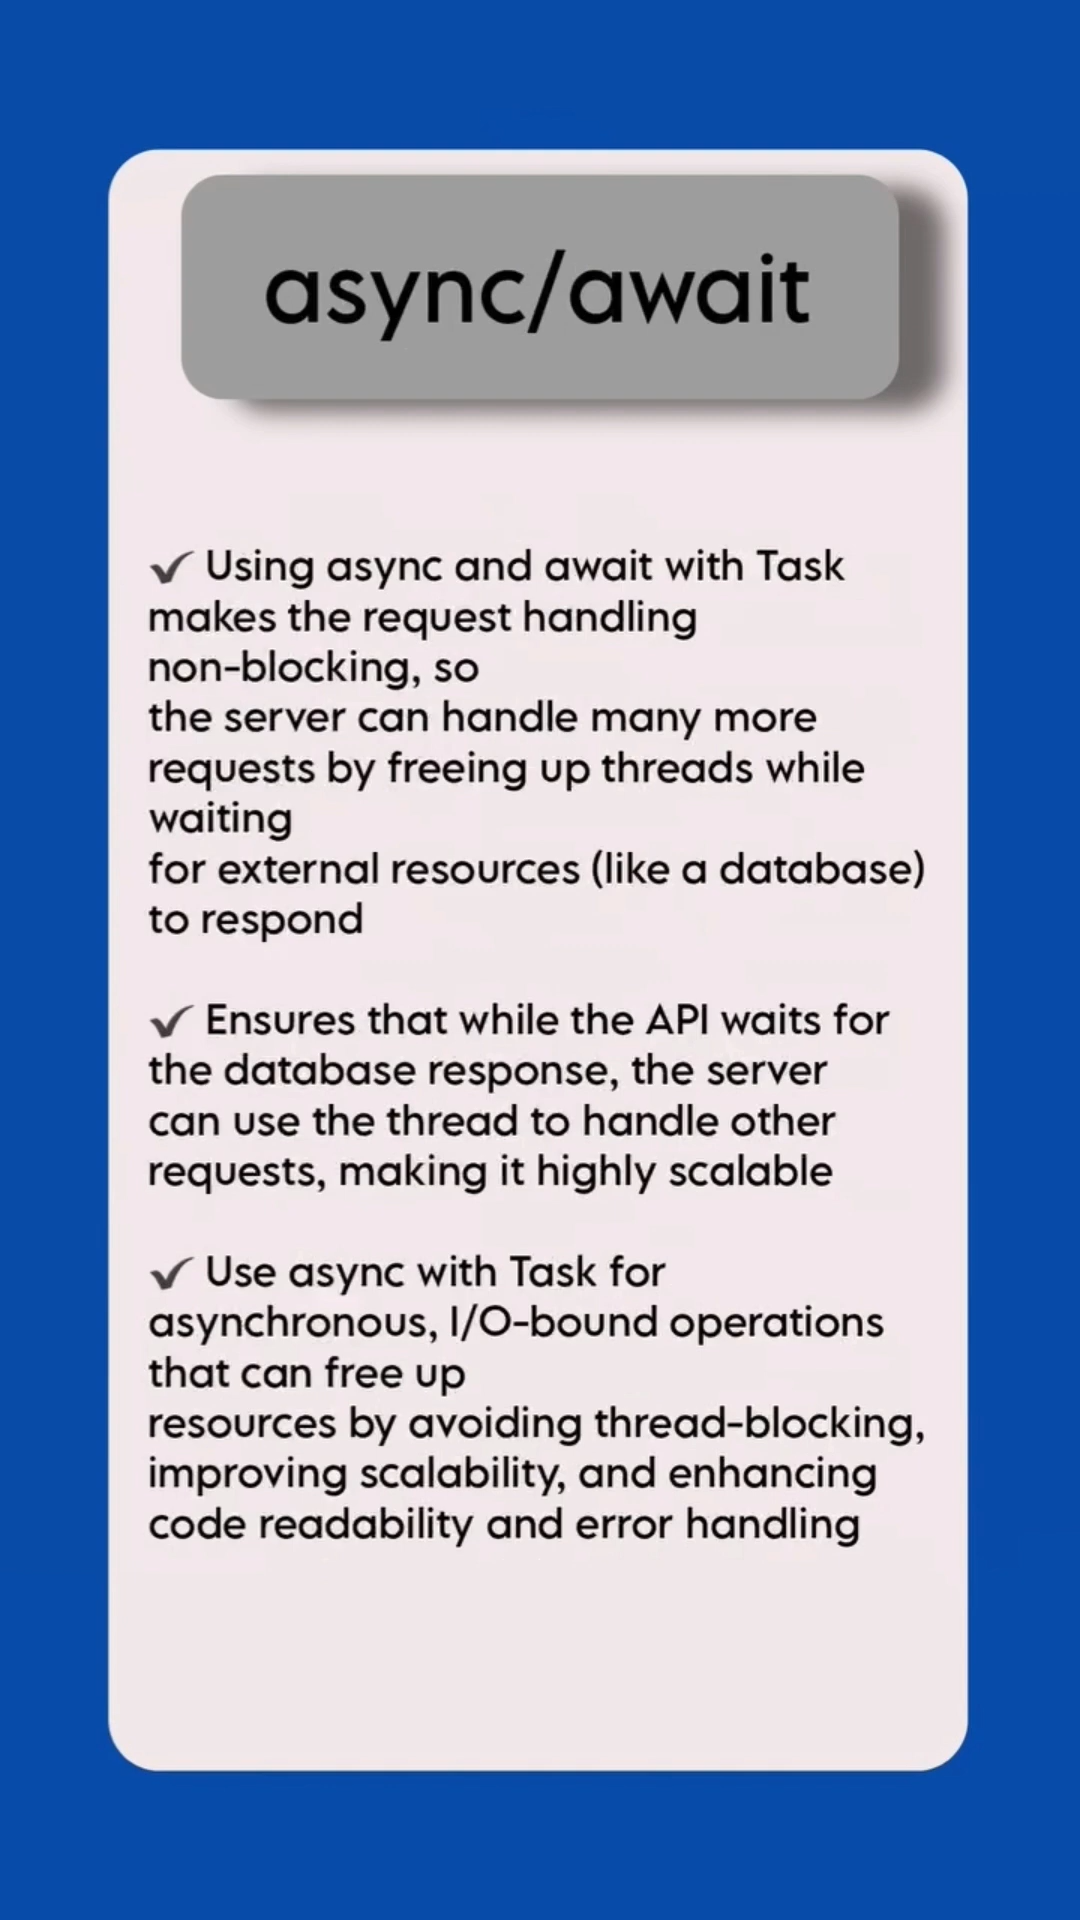 async/await
✔ Using async and await with Task
makes the request handling
non-blocking, so
the server can handle many more
requests by freeing up threads while
waiting
for external resources (like a database)
to respond
✔ Ensures that while the API waits for
the database response, the server
can use the thread to handle other
requests, making it highly scalable
✔ Use async with Task for
asynchronous, I/O-bound operations
that can free up
resources by avoiding thread-blocking,
improving scalability, and enhancing
code readability and error handling